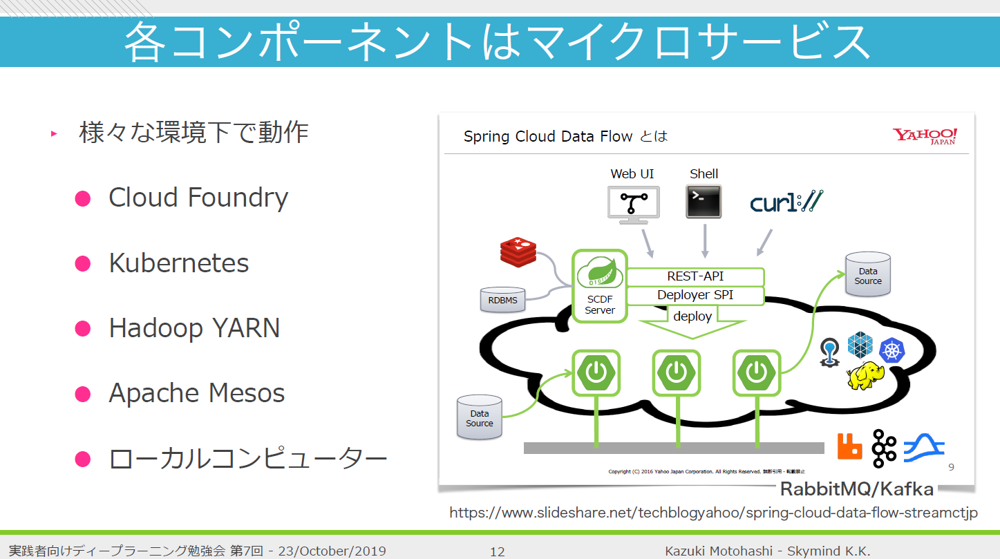 各コンポーネントはマイクロサービス
▸ 様々な環境下で動作
● Cloud Foundry
● Kubernetes
● Hadoop YARN
● Apache Mesos
● ローカルコンピューター
Spring Cloud Data Flow とは
YAHOO!
JAPAN
Web UI
Shell
>_
curl://
REST-API
Deployer SPI
deploy
010110
SCDF
Server
RDBMS
Data
Source
Data
Source
Copyright (C) 2016 Yahoo Japan Corporation. All Rights Reserved. 無断引用・転載禁止
9
RabbitMQ/Kafka
https://www.slideshare.net/techblogyahoo/spring-cloud-data-flow-streamctjp
実践者向けディープラーニング勉強会 第7回 - 23/October/2019
12
Kazuki Motohashi - Skymind K.K.